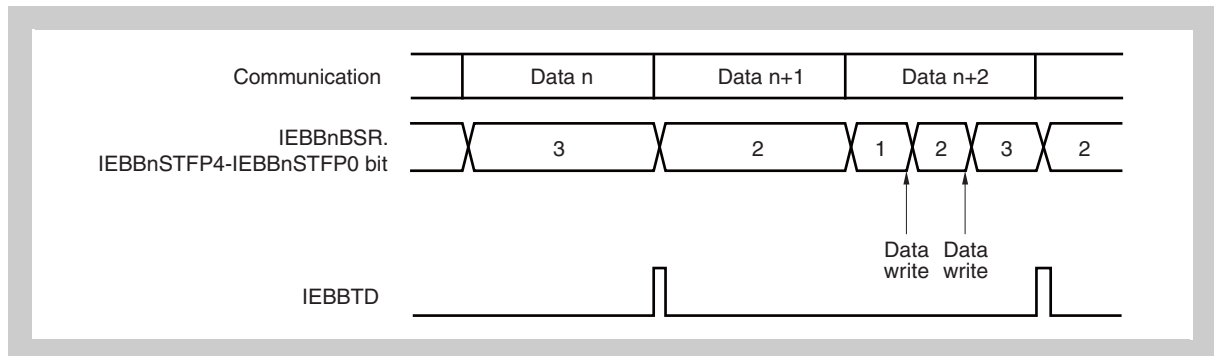 Communication
Data n
Data n+1
Data n+2
IEBBnBSR.
IEBBnSTFP4-IEBBnSTFP0 bit
3
2
1
2
3
2
Data Data
write write
IEBBTD